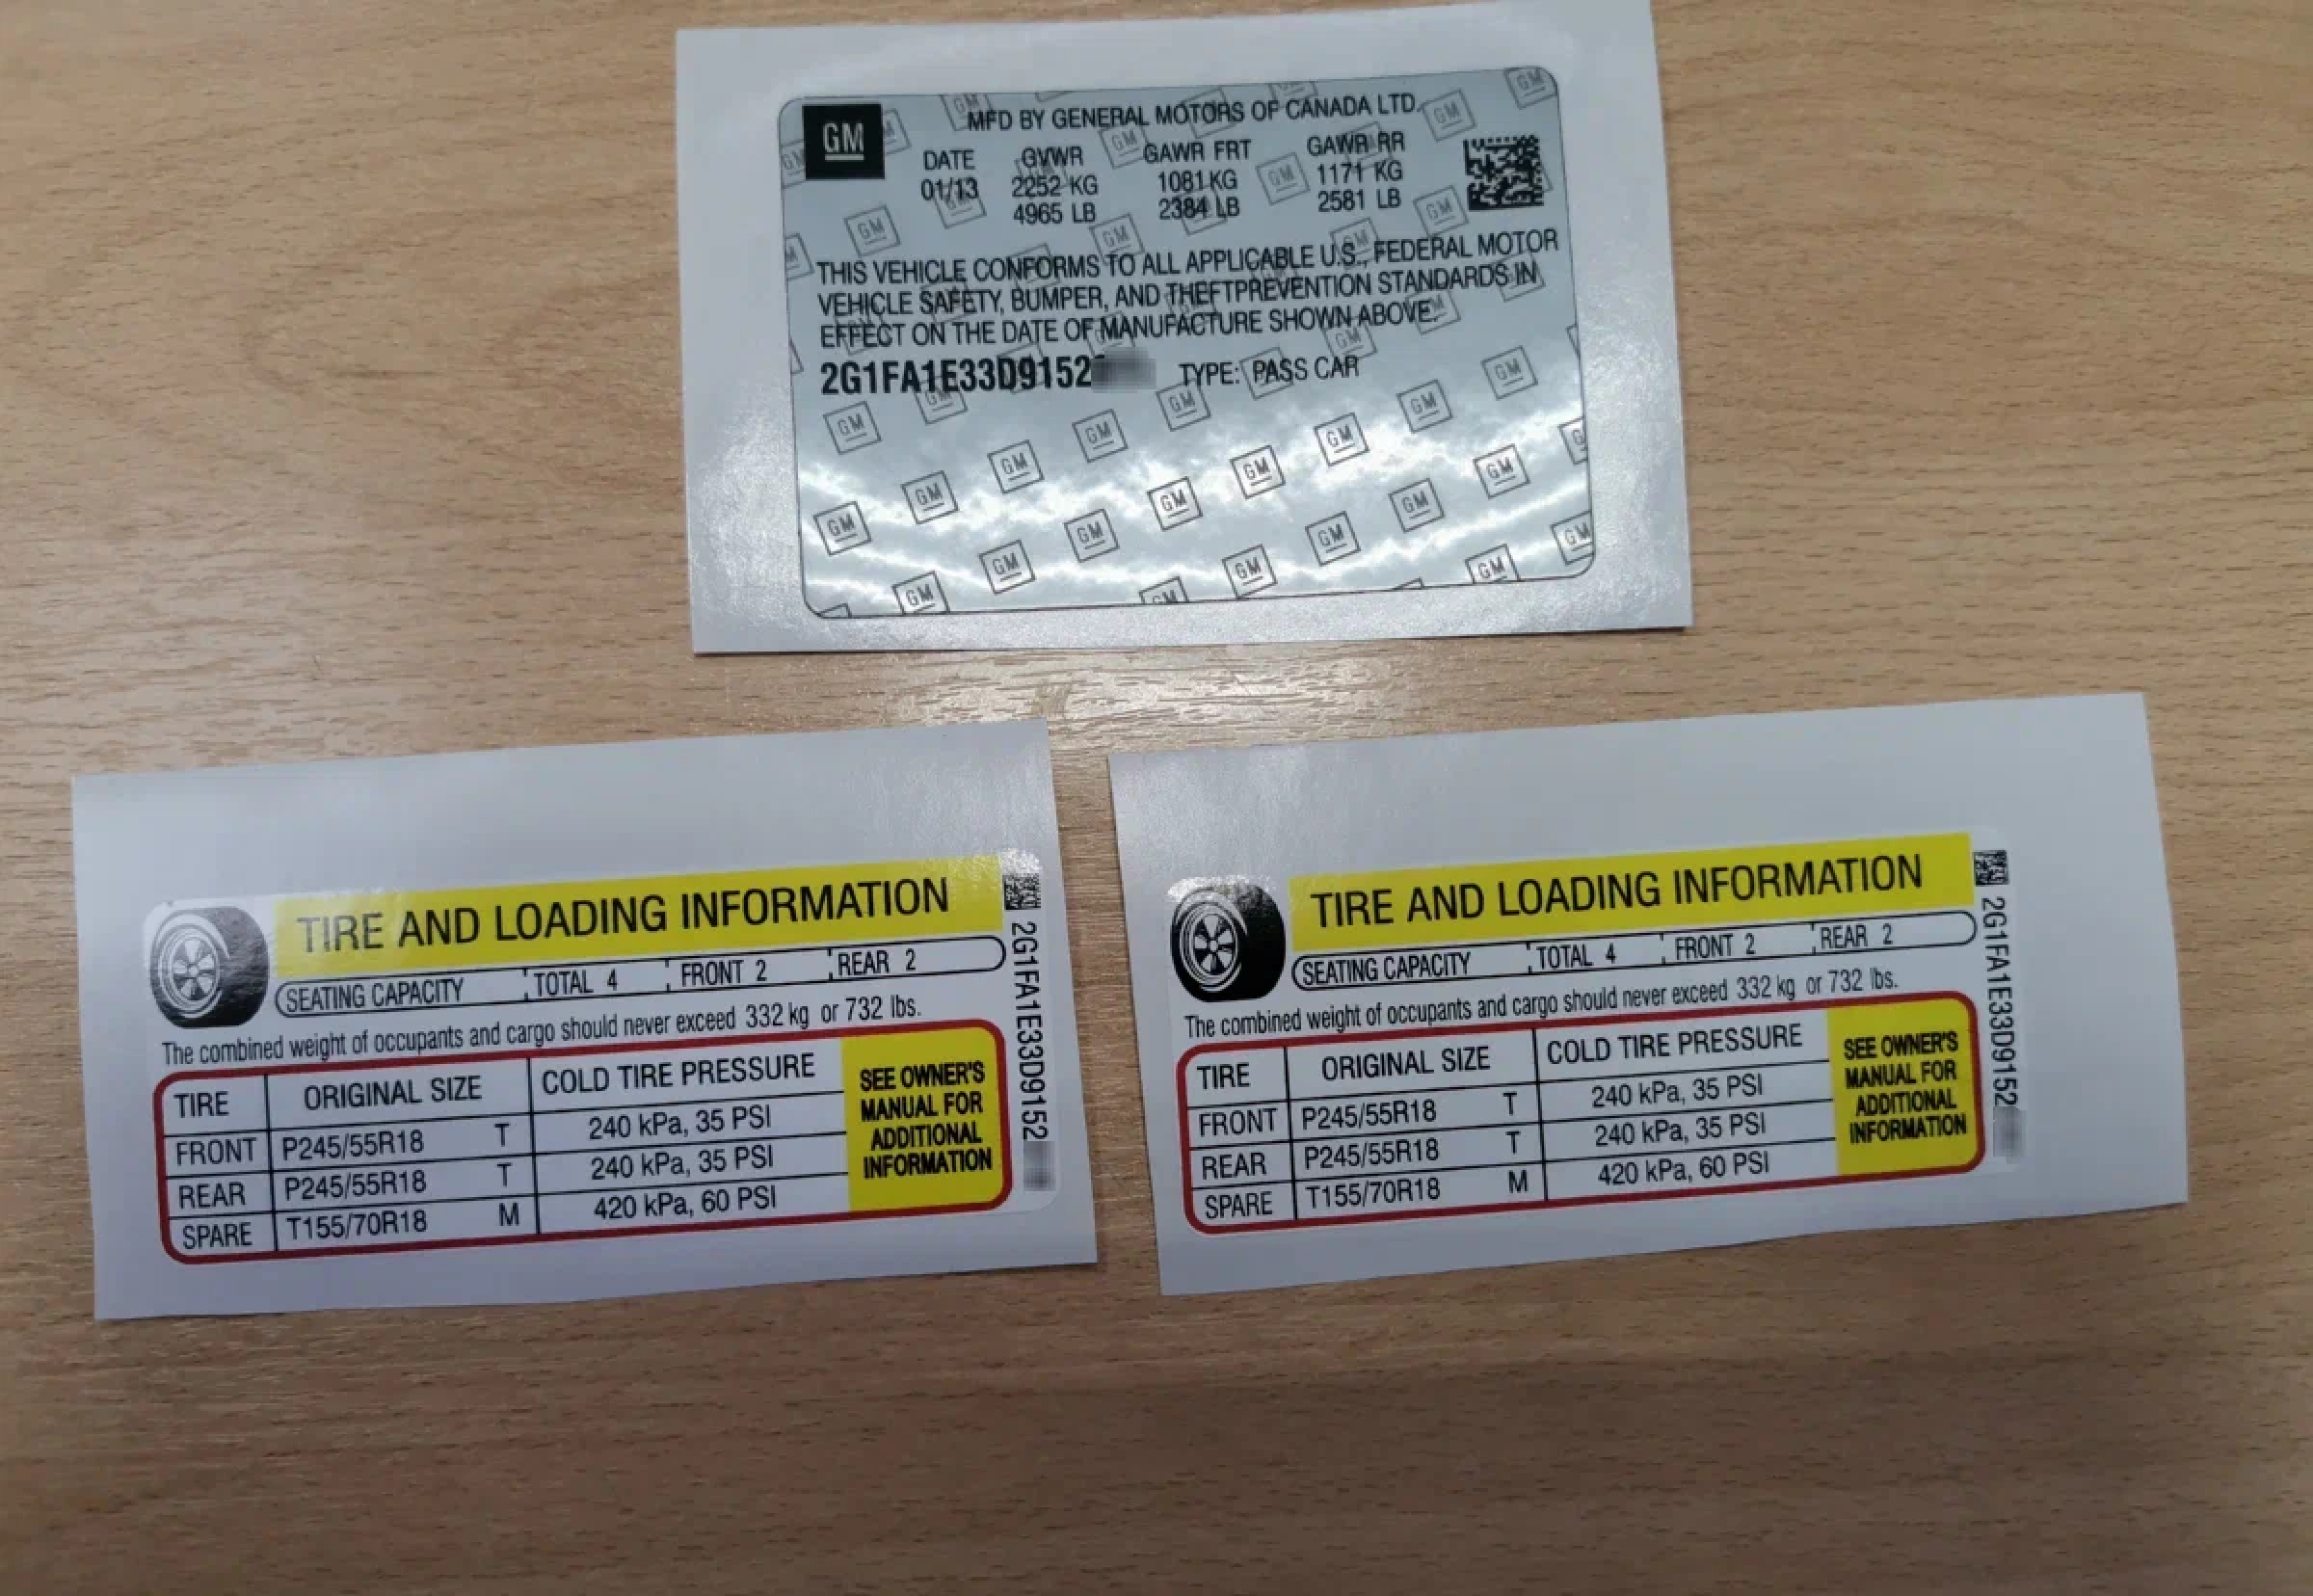 GM
MFD BY GENERAL MOTORS OF CANADA LTD.
DATE GVWR GAWR FRT GAWR RR
01/13 2252 KG 1081 KG 1171 KG
4965 LB 2384 LB 2581 LB
THIS VEHICLE CONFORMS TO ALL APPLICABLE U.S., FEDERAL MOTOR
VEHICLE SAFETY, BUMPER, AND THEFTPREVENTION STANDARDS IN
EFFECT ON THE DATE OF MANUFACTURE SHOWN ABOVE.
2G1FA1E33D9152 TYPE: PASS CAR
TIRE AND LOADING INFORMATION
SEATING CAPACITY TOTAL 4 FRONT 2 REAR 2
The combined weight of occupants and cargo should never exceed 332 kg or 732 lbs.
TIRE ORIGINAL SIZE COLD TIRE PRESSURE
FRONT P245/55R18 T 240 kPa, 35 PSI
REAR P245/55R18 T 240 kPa, 35 PSI
SPARE T155/70R18 M 420 kPa, 60 PSI
SEE OWNER'S
MANUAL FOR
ADDITIONAL
INFORMATION
2G1FA1E33D9152
TIRE AND LOADING INFORMATION
SEATING CAPACITY TOTAL 4 FRONT 2 REAR 2
The combined weight of occupants and cargo should never exceed 332 kg or 732 lbs.
TIRE ORIGINAL SIZE COLD TIRE PRESSURE
FRONT P245/55R18 T 240 kPa, 35 PSI
REAR P245/55R18 T 240 kPa, 35 PSI
SPARE T155/70R18 M 420 kPa, 60 PSI
SEE OWNER'S
MANUAL FOR
ADDITIONAL
INFORMATION
2G1FA1E33D9152